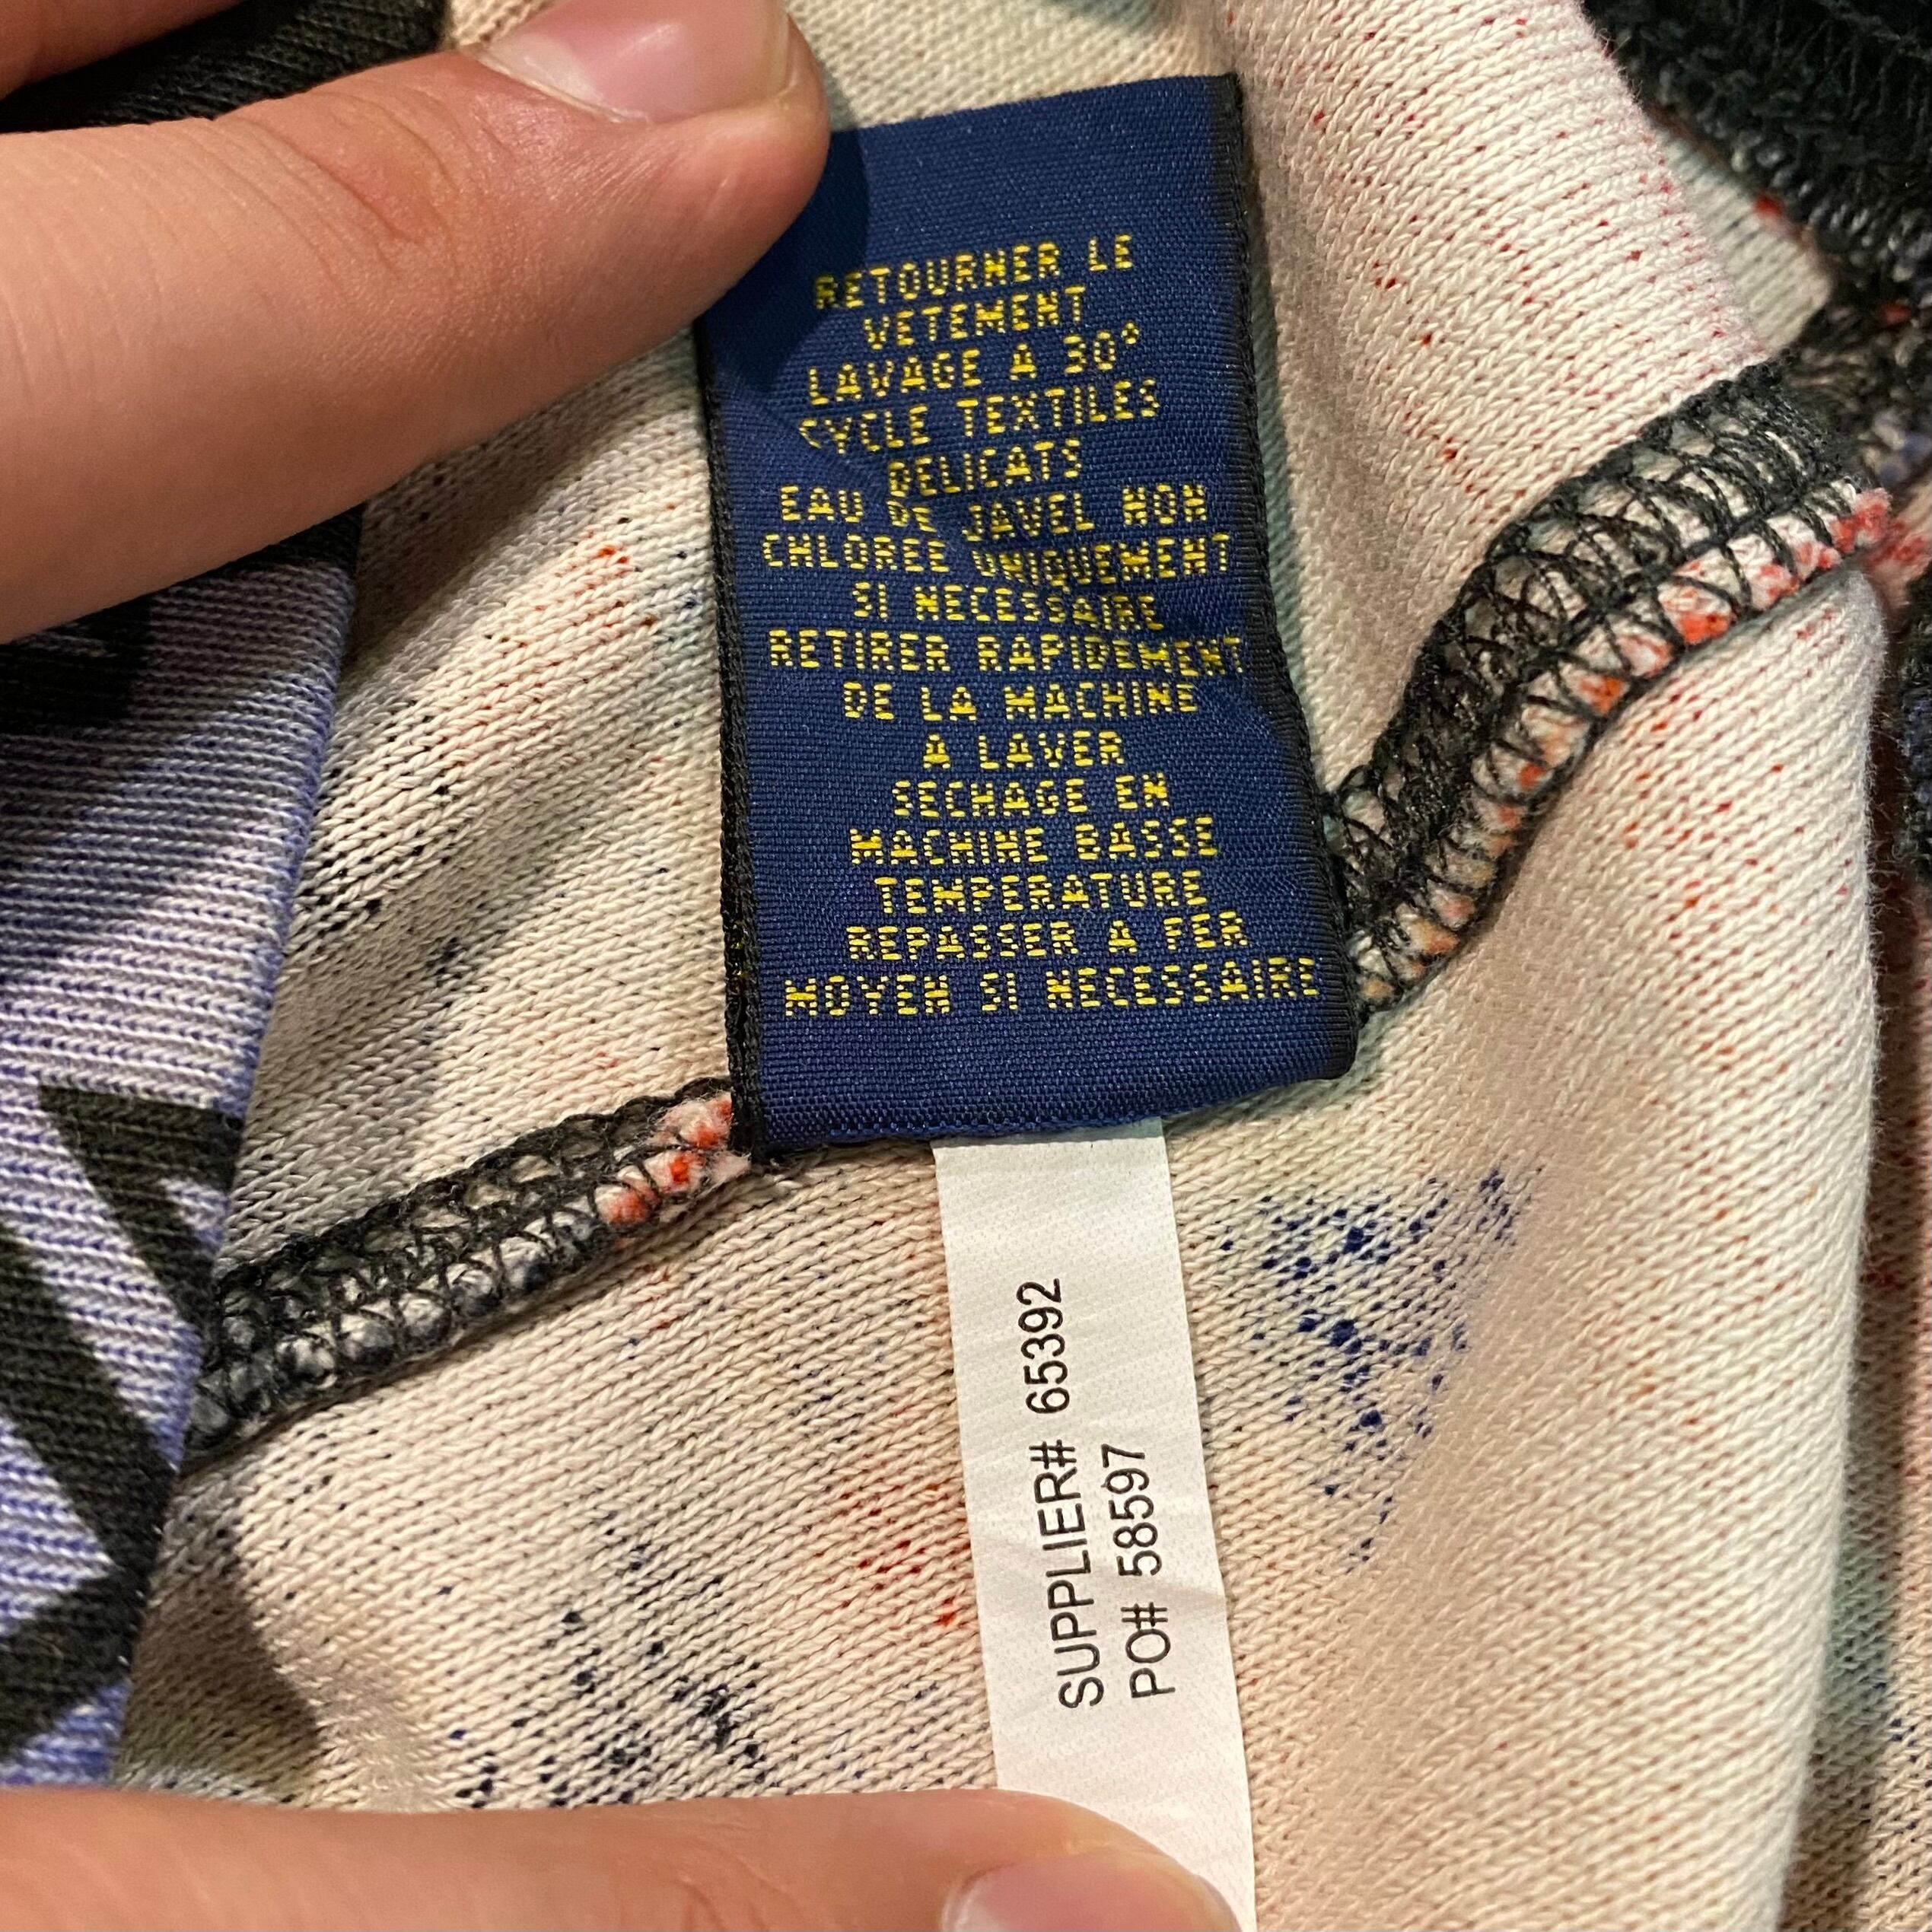 RETOURNER LE
VETEMENT
LAVAGE A 30°
CYCLE TEXTILES
DELICATS
EAU DE JAVEL NON
CHLOREE UNIQUEMENT
SI NECESSAIRE
RETIRER RAPIDEMENT
DE LA MACHINE
A LAVER
SECHAGE EN
MACHINE BASSE
TEMPERATURE
REPASSER A FER
MOYEN SI NECESSAIRE
SUPPLIER# 65392
PO# 58597